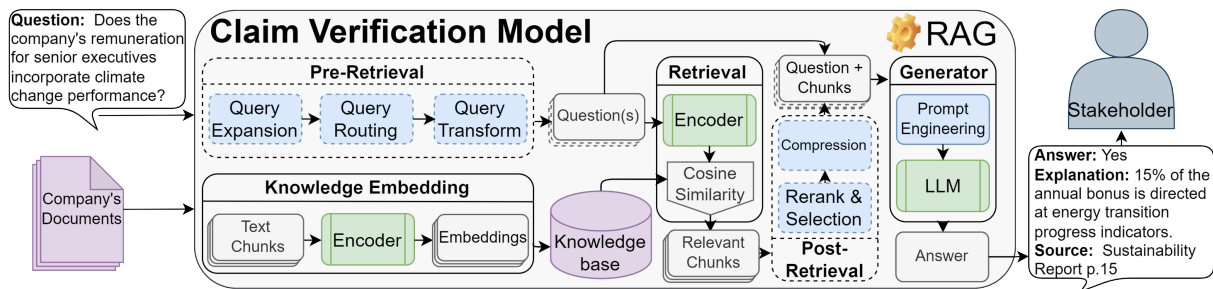 Question: Does the
company's remuneration
for senior executives
incorporate climate
change performance?
Company's
Documents
Claim Verification Model
RAG
Pre-Retrieval
Query
Expansion
Query
Routing
Query
Transform
Question(s)
Knowledge Embedding
Text
Chunks
Encoder
Embeddings
Knowledge
base
Retrieval
Encoder
Cosine
Similarity
Relevant
Chunks
Question +
Chunks
Compression
Rerank &
Selection
Post-
Retrieval
Generator
Prompt
Engineering
LLM
Answer
Stakeholder
Answer: Yes
Explanation: 15% of the
annual bonus is directed
at energy transition
progress indicators.
Source: Sustainability
Report p.15